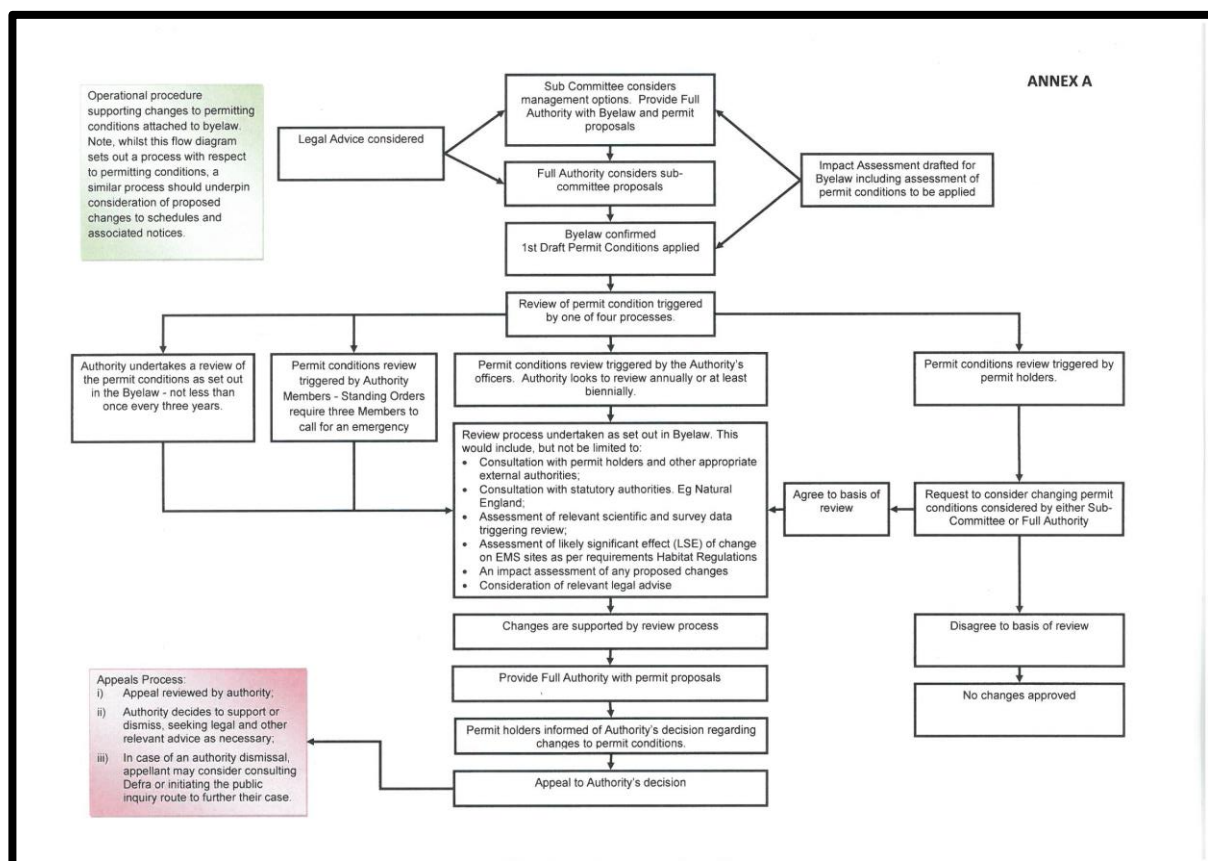 ANNEX A
Operational procedure
supporting changes to permitting
conditions attached to byelaw.
Note, whilst this flow diagram
sets out a process with respect
to permitting conditions, a
similar process should underpin
consideration of proposed
changes to schedules and
associated notices.
Sub Committee considers
management options. Provide Full
Authority with Byelaw and permit
proposals
Legal Advice considered
Full Authority considers sub-
committee proposals
Impact Assessment drafted for
Byelaw including assessment of
permit conditions to be applied
Byelaw confirmed
1st Draft Permit Conditions applied
Review of permit condition triggered
by one of four processes.
Authority undertakes a review of
the permit conditions as set out
in the Byelaw - not less than
once every three years.
Permit conditions review
triggered by Authority
Members - Standing Orders
require three Members to
call for an emergency
Permit conditions review triggered by the Authority's
officers. Authority looks to review annually or at least
biennially.
Permit conditions review triggered by
permit holders.
Review process undertaken as set out in Byelaw. This
would include, but not be limited to:
• Consultation with permit holders and other appropriate
external authorities;
• Consultation with statutory authorities. Eg Natural
England;
• Assessment of relevant scientific and survey data
triggering review;
• Assessment of likely significant effect (LSE) of change
on EMS sites as per requirements Habitat Regulations
• An impact assessment of any proposed changes
• Consideration of relevant legal advise
Agree to basis of
review
Request to consider changing permit
conditions considered by either Sub-
Committee or Full Authority
Changes are supported by review process
Disagree to basis of review
Provide Full Authority with permit proposals
No changes approved
Permit holders informed of Authority's decision regarding
changes to permit conditions.
Appeal to Authority's decision
Appeals Process:
i) Appeal reviewed by authority;
ii) Authority decides to support or
dismiss, seeking legal and other
relevant advice as necessary;
iii) In case of an authority dismissal,
appellant may consider consulting
Defra or initiating the public
inquiry route to further their case.